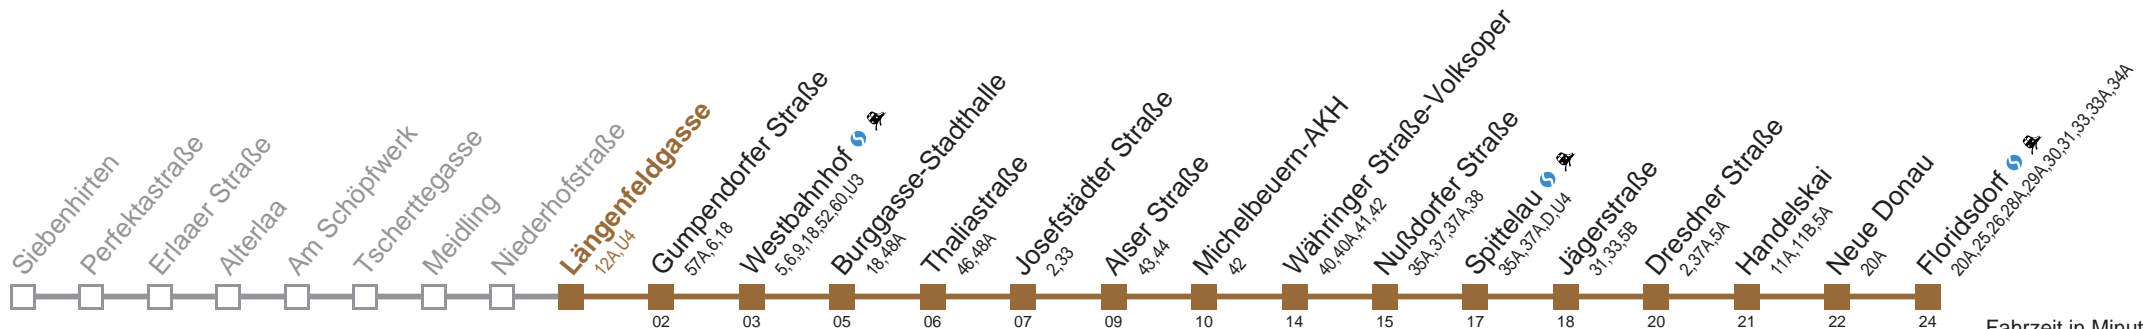 Siebenhirten
Perfektastraße
Erlaaer Straße
Alterlaa
Am Schöpfwerk
Tscherttegasse
Meidling
Niederhofstraße
Längenfeldgasse
12A,U4
Gumpendorfer Straße
57A,6,18
Westbahnhof
5,6,9,18,52,60,U3
Burggasse-Stadthalle
18,48A
Thaliastraße
46,48A
Josefstädter Straße
2,33
Alser Straße
43,44
Michelbeuern-AKH
42
Währinger Straße-Volksoper
40,40A,41,42
Nußdorfer Straße
35A,37,37A,38
Spittelau
35A,37A,D,U4
Jägerstraße
31,33,5B
Dresdner Straße
2,37A,5A
Handelskai
11A,11B,5A
Neue Donau
20A
Floridsdorf
20A,25,26,28A,29A,30,31,33,33A,34A
02 03 05 06 07 09 10 14 15 17 18 20 21 22 24
Fahrzeit in Minut